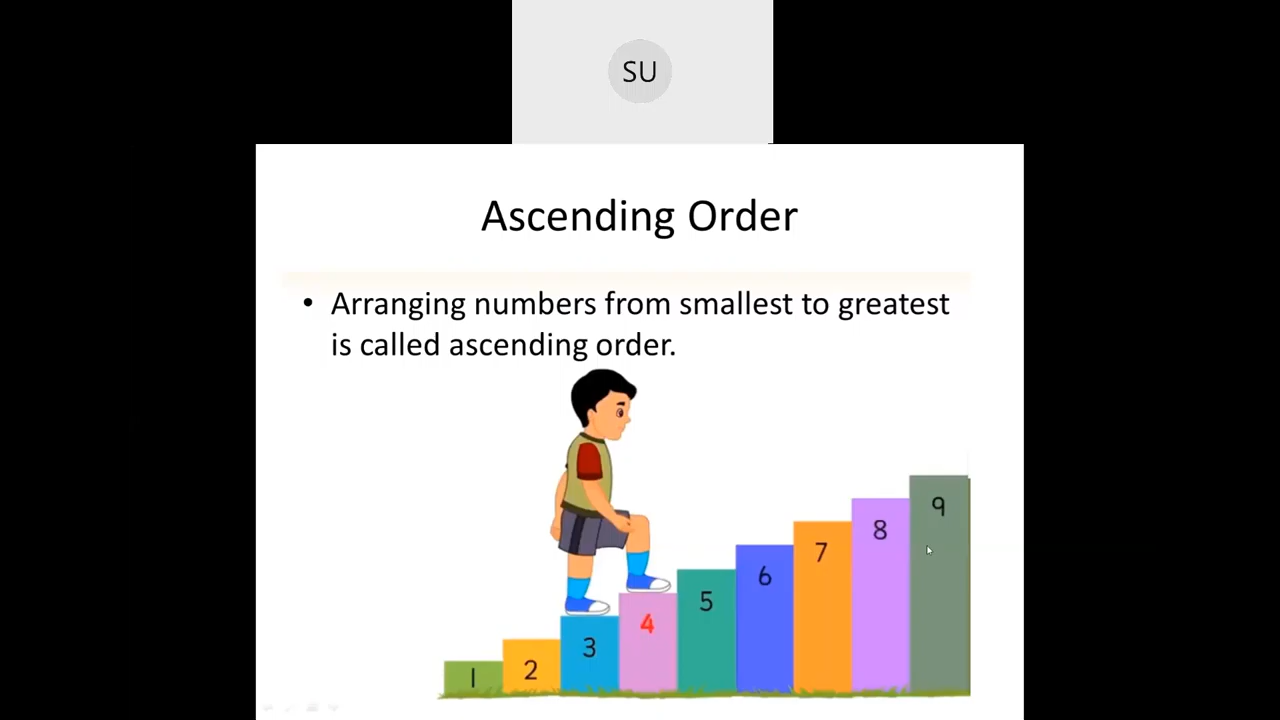 SU
Ascending Order
• Arranging numbers from smallest to greatest
is called ascending order.
1 2 3 4 5 6 7 8 9